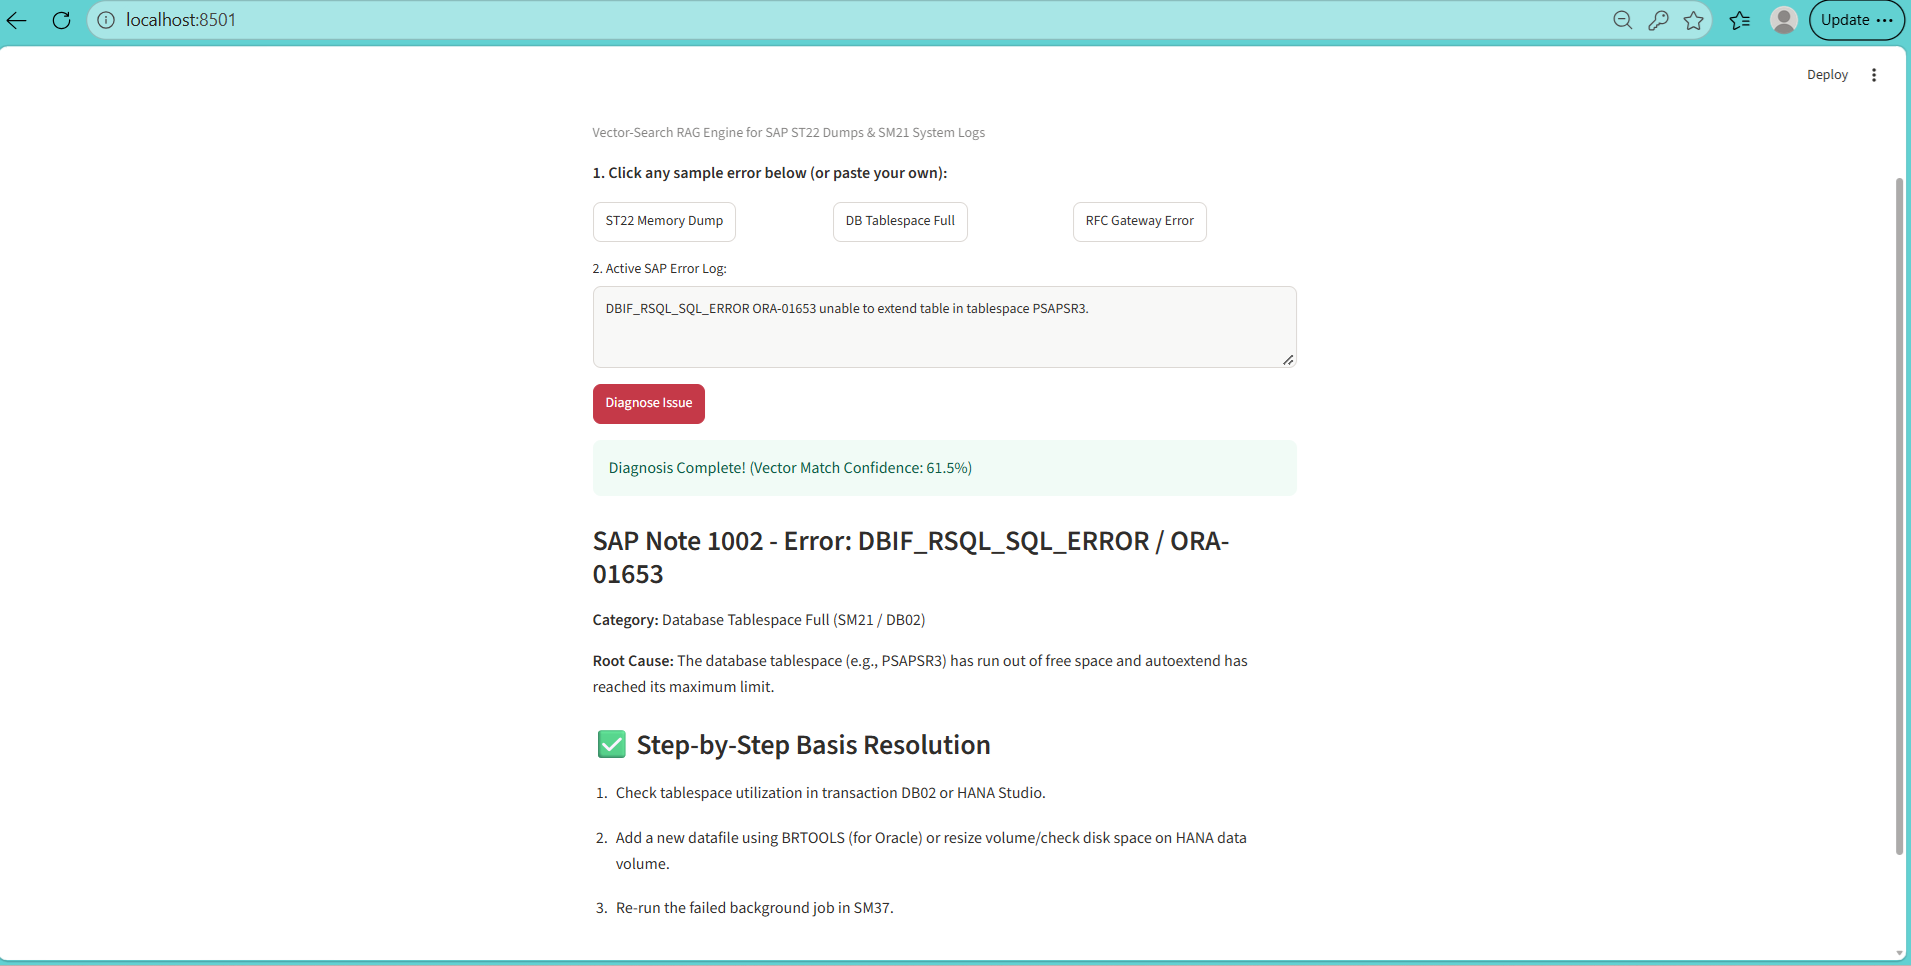 localhost:8501
Update
Deploy
Vector-Search RAG Engine for SAP ST22 Dumps & SM21 System Logs
1. Click any sample error below (or paste your own):
ST22 Memory Dump
DB Tablespace Full
RFC Gateway Error
2. Active SAP Error Log:
DBIF_RSQL_SQL_ERROR ORA-01653 unable to extend table in tablespace PSAPSR3.
Diagnose Issue
Diagnosis Complete! (Vector Match Confidence: 61.5%)
SAP Note 1002 - Error: DBIF_RSQL_SQL_ERROR / ORA-
01653
Category: Database Tablespace Full (SM21 / DB02)
Root Cause: The database tablespace (e.g., PSAPSR3) has run out of free space and autoextend has
reached its maximum limit.
Step-by-Step Basis Resolution
1. Check tablespace utilization in transaction DB02 or HANA Studio.
2. Add a new datafile using BRTOOLS (for Oracle) or resize volume/check disk space on HANA data
volume.
3. Re-run the failed background job in SM37.